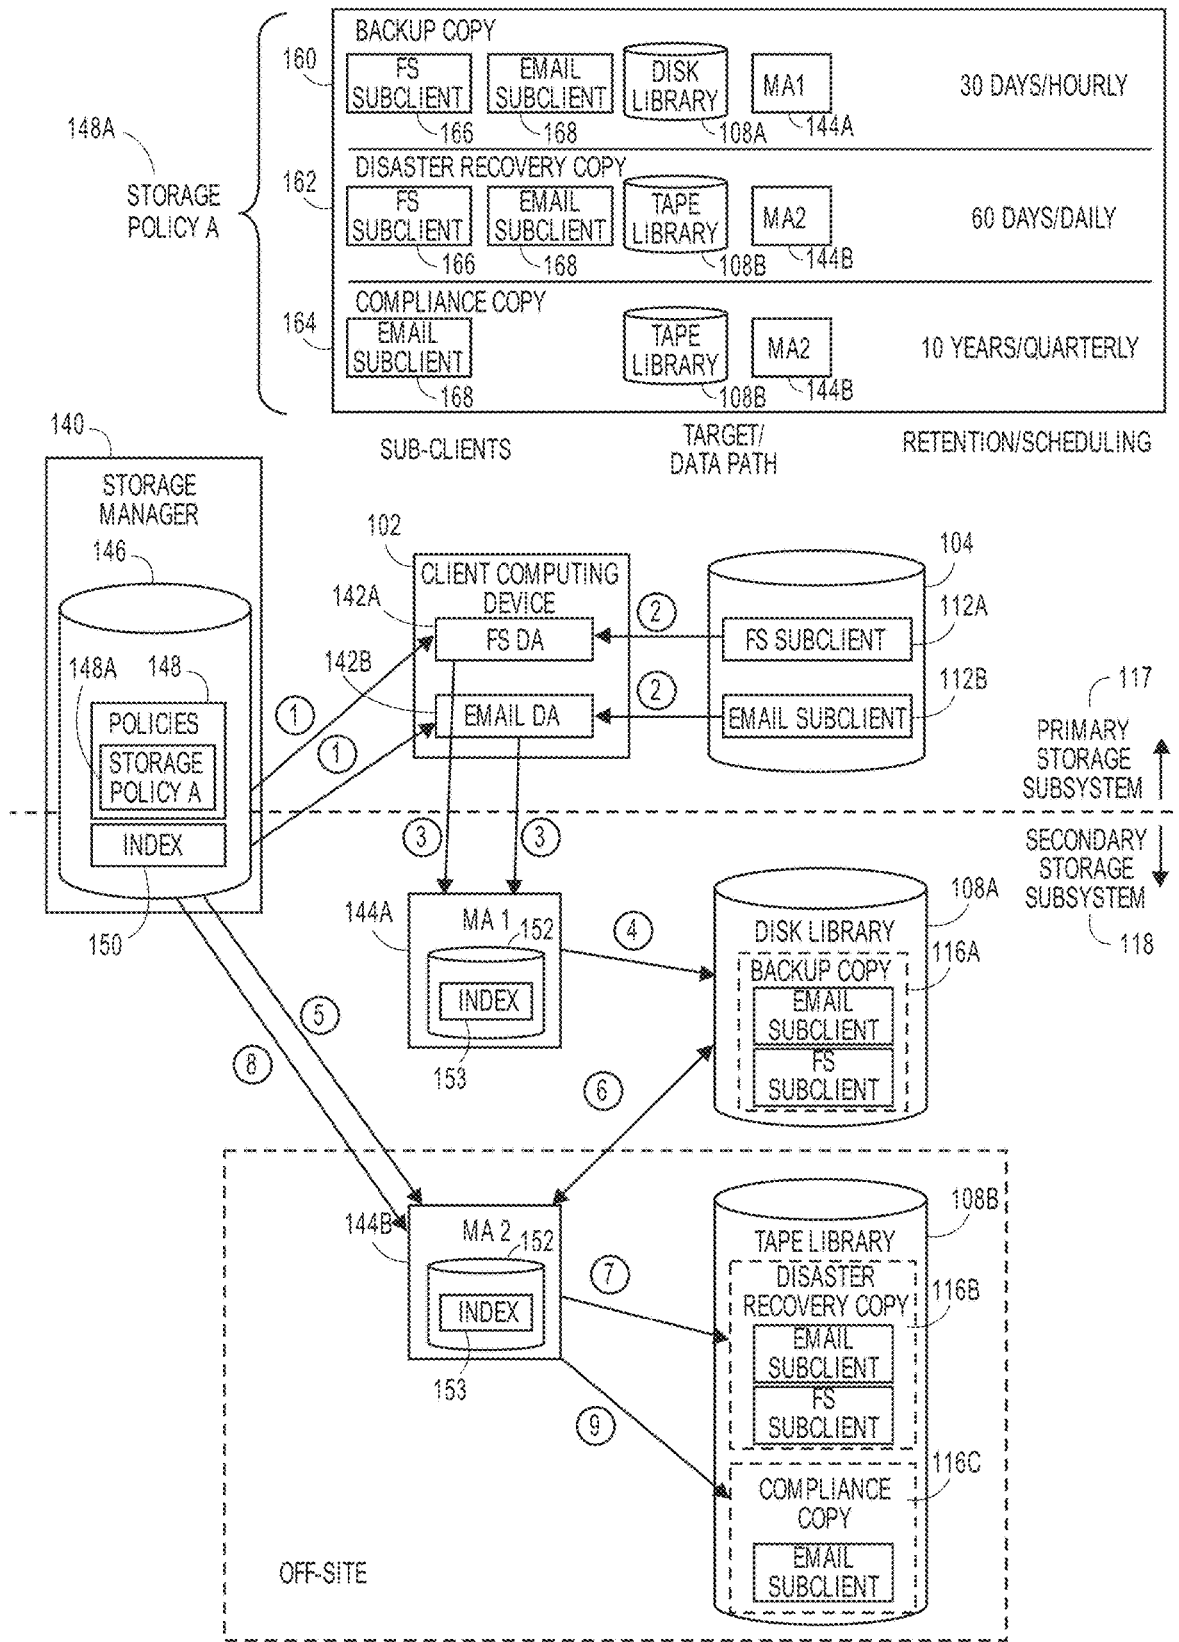 BACKUP COPY
160
FS
SUBCLIENT
166
EMAIL
SUBCLIENT
168
DISK
LIBRARY
108A
MA1
144A
30 DAYS/HOURLY
148A
STORAGE
POLICY A
DISASTER RECOVERY COPY
162
FS
SUBCLIENT
166
EMAIL
SUBCLIENT
168
TAPE
LIBRARY
108B
MA2
144B
60 DAYS/DAILY
COMPLIANCE COPY
164
EMAIL
SUBCLIENT
168
TAPE
LIBRARY
108B
MA2
144B
10 YEARS/QUARTERLY
SUB-CLIENTS
TARGET/
DATA PATH
RETENTION/SCHEDULING
140
STORAGE
MANAGER
146
148A
148
POLICIES
STORAGE
POLICY A
INDEX
150
102
CLIENT COMPUTING
DEVICE
142A
FS DA
142B
EMAIL DA
1
1
2
2
104
FS SUBCLIENT
112A
EMAIL SUBCLIENT
112B
117
PRIMARY
STORAGE
SUBSYSTEM
SECONDARY
STORAGE
SUBSYSTEM
118
3
3
144A
MA 1
152
INDEX
153
4
108A
DISK LIBRARY
116A
BACKUP COPY
EMAIL
SUBCLIENT
FS
SUBCLIENT
5
8
6
144B
MA 2
152
INDEX
153
7
9
108B
TAPE LIBRARY
DISASTER
RECOVERY COPY
116B
EMAIL
SUBCLIENT
FS
SUBCLIENT
116C
COMPLIANCE
COPY
EMAIL
SUBCLIENT
OFF-SITE